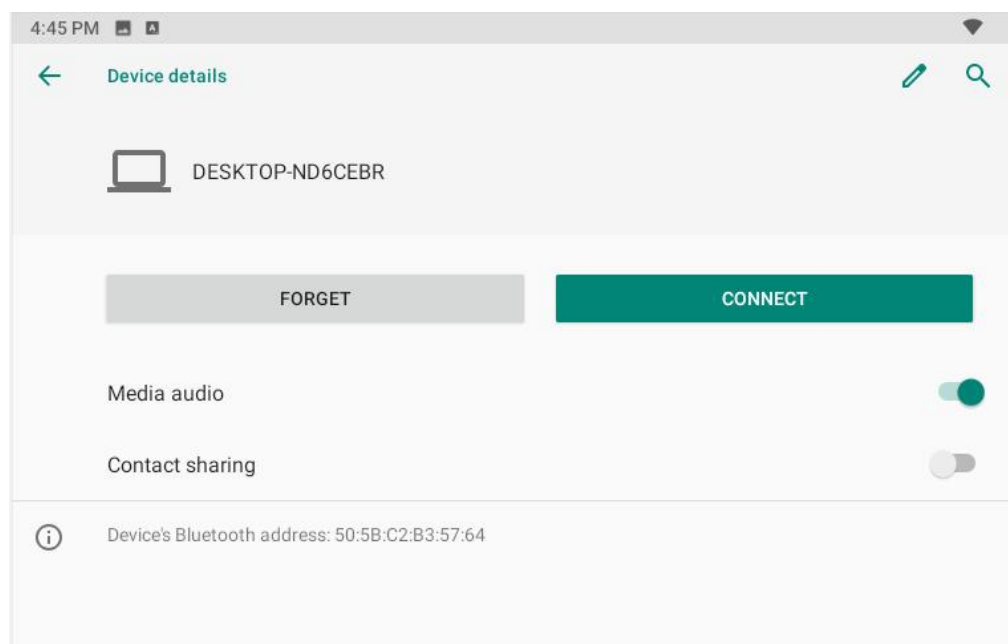 4:45 PM A
Device details
DESKTOP-ND6CEBR
FORGET CONNECT
Media audio
Contact sharing
Device's Bluetooth address: 50:5B:C2:B3:57:64